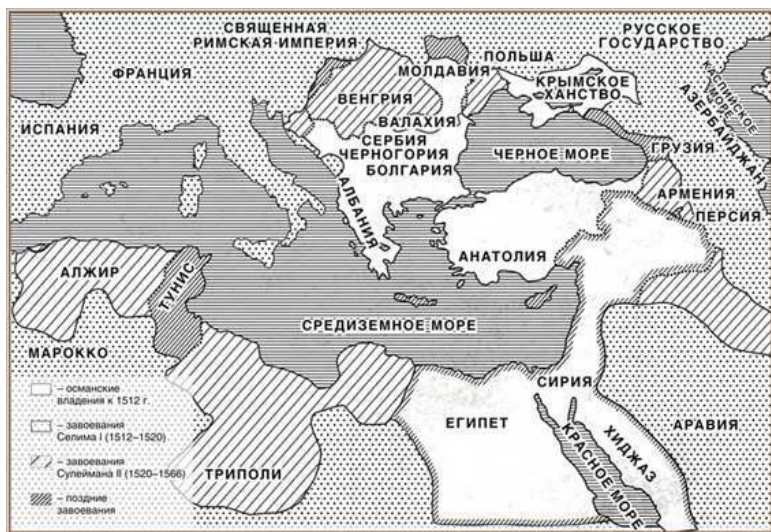 СВЯЩЕННАЯ
РИМСКАЯ ИМПЕРИЯ
РУССКОЕ
ГОСУДАРСТВО
ПОЛЬША
ФРАНЦИЯ
МОЛДАВИЯ
КРЫМСКОЕ
ХАНСТВО
КАСПИЙСКОЕ
МОРЕ
АЗЕРБАЙДЖАН
ВЕНГРИЯ
ИСПАНИЯ
ВАЛАХИЯ
СЕРБИЯ
ЧЕРНОГОРИЯ
БОЛГАРИЯ
ЧЕРНОЕ МОРЕ
ГРУЗИЯ
АРМЕНИЯ
ПЕРСИЯ
АЛБАНИЯ
АНАТОЛИЯ
АЛЖИР
ТУНИС
СРЕДИЗЕМНОЕ МОРЕ
МАРОККО
СИРИЯ
ЕГИПЕТ
АРАВИЯ
КРАСНОЕ МОРЕ
ХИДЖАЗ
ТРИПОЛИ
– османские
владения к 1512 г.
– завоевания
Селима I (1512–1520)
– завоевания
Сулеймана II (1520–1566)
– поздние
завоевания